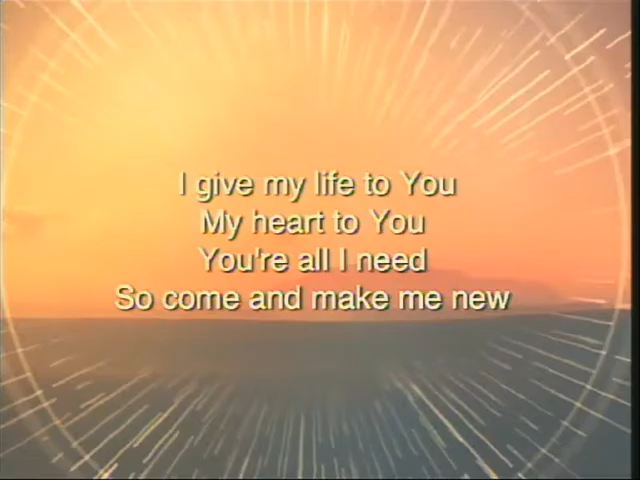 I give my life to You
My heart to You
You're all I need
So come and make me new